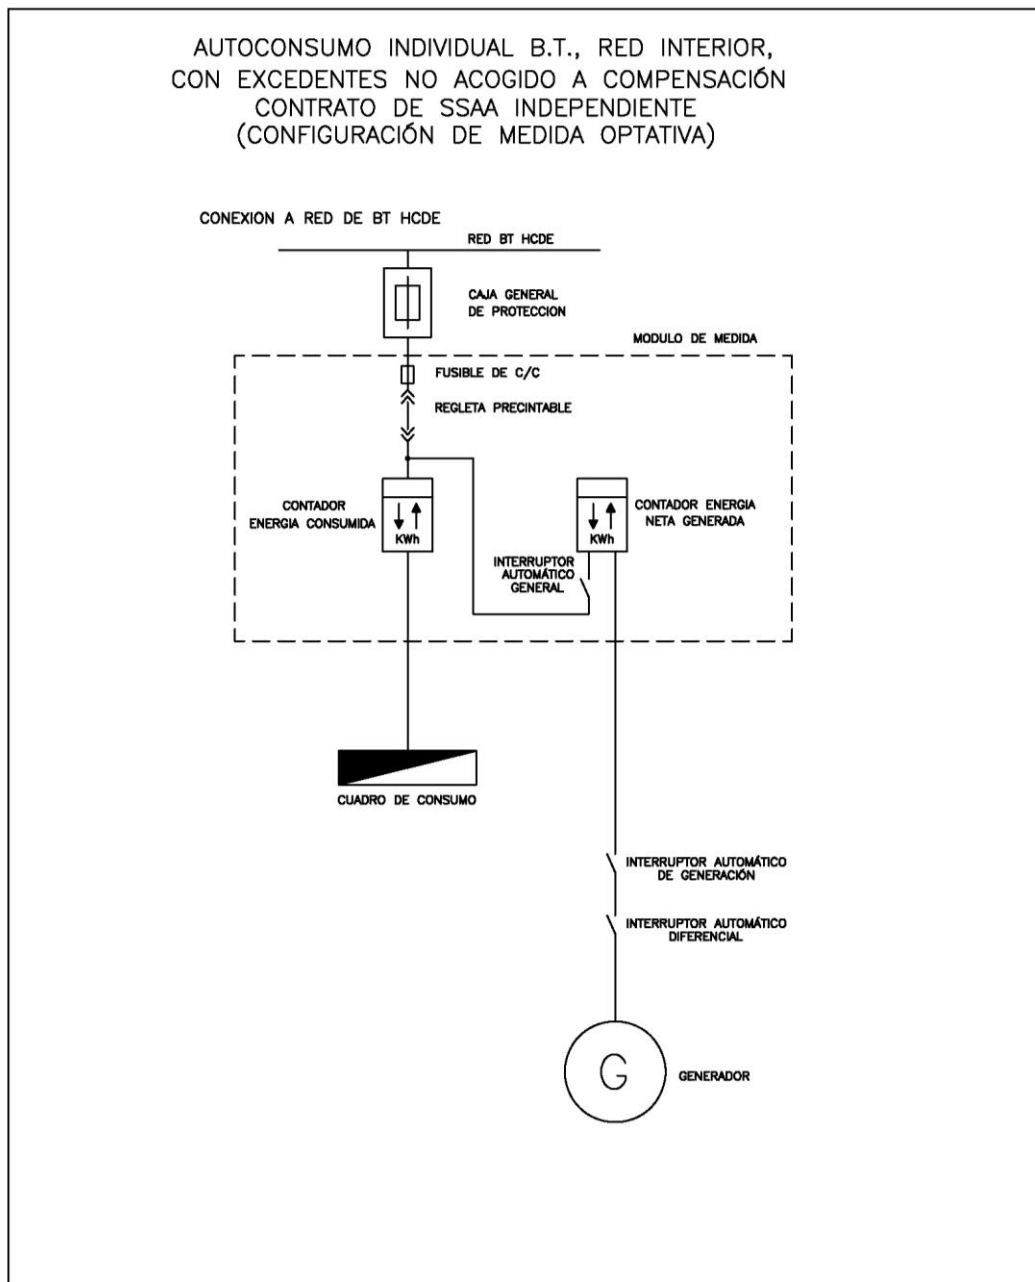 AUTOCONSUMO INDIVIDUAL B.T., RED INTERIOR,
CON EXCEDENTES NO ACOGIDO A COMPENSACIÓN
CONTRATO DE SSAA INDEPENDIENTE
(CONFIGURACIÓN DE MEDIDA OPTATIVA)
CONEXION A RED DE BT HCDE
RED BT HCDE
CAJA GENERAL
DE PROTECCION
MODULO DE MEDIDA
FUSIBLE DE C/C
REGLETA PRECINTABLE
CONTADOR
ENERGIA CONSUMIDA
KWh
KWh
CONTADOR ENERGIA
NETA GENERADA
INTERRUPTOR
AUTOMÁTICO
GENERAL
CUADRO DE CONSUMO
INTERRUPTOR AUTOMÁTICO
DE GENERACIÓN
INTERRUPTOR AUTOMÁTICO
DIFERENCIAL
G
GENERADOR